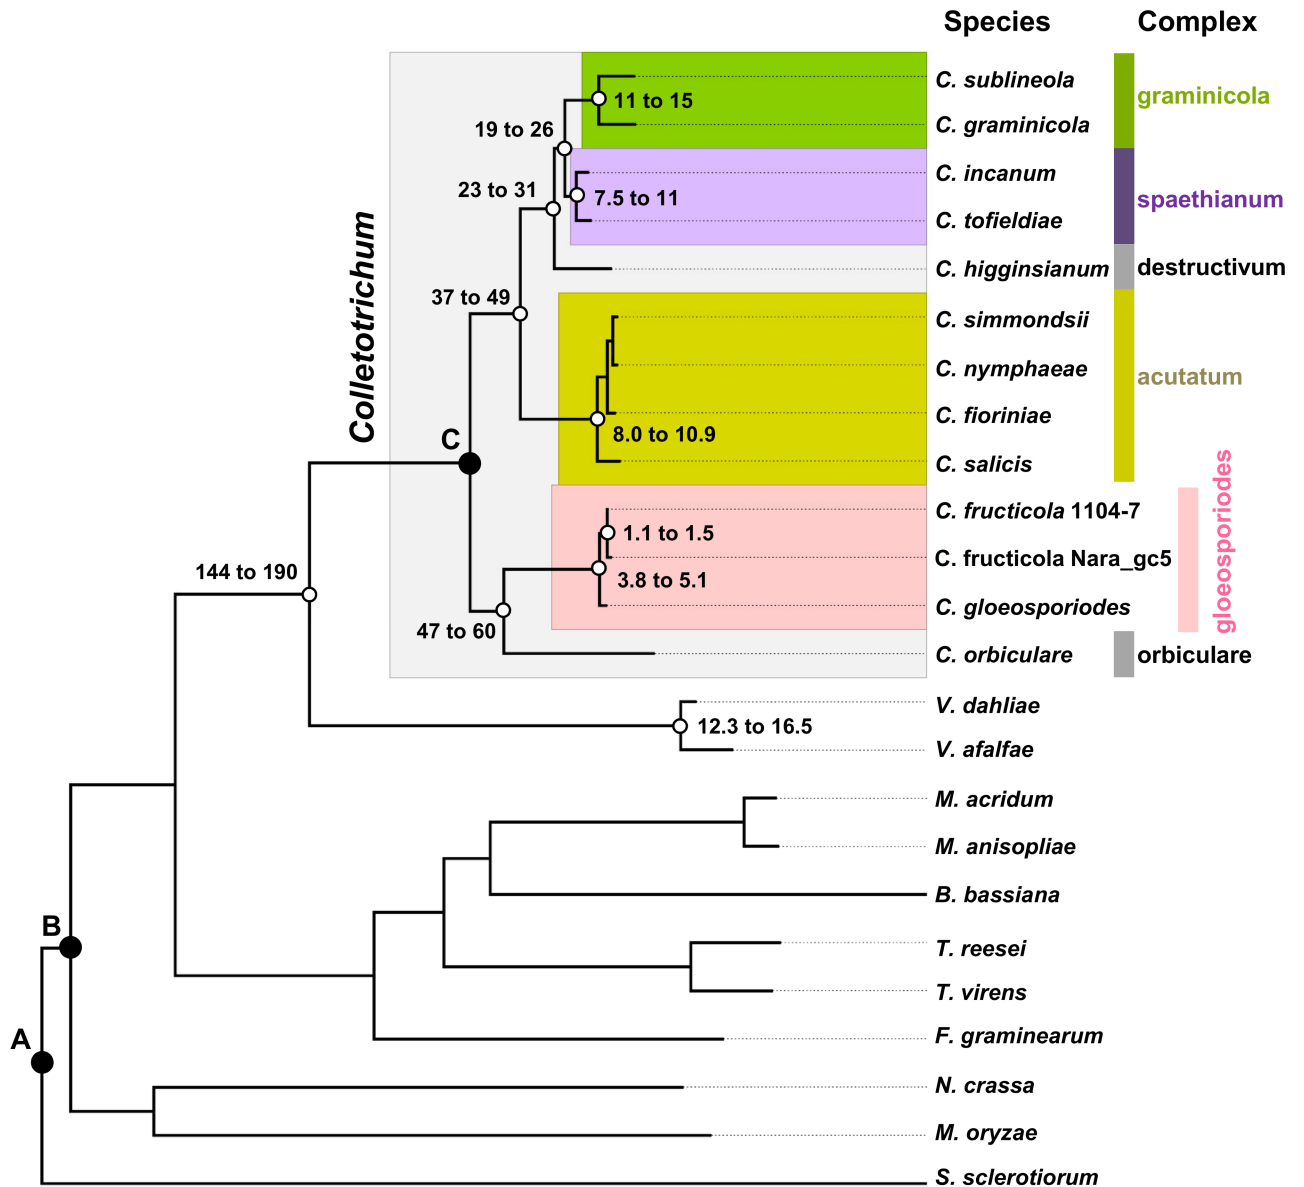 Species Complex
C. sublineola
graminicola
11 to 15
C. graminicola
19 to 26
C. incanum
23 to 31
7.5 to 11
spaethianum
C. tofieldiae
C. higginsianum destructivum
Colletotrichum
37 to 49
C. simmondsii
C. nymphaeae
acutatum
C. fioriniae
8.0 to 10.9
C
C. salicis
C. fructicola 1104-7
1.1 to 1.5
C. fructicola Nara_gc5
gloeosporiodes
144 to 190
3.8 to 5.1
C. gloeosporiodes
47 to 60
C. orbiculare orbiculare
V. dahliae
12.3 to 16.5
V. afalfae
M. acridum
M. anisopliae
B. bassiana
B
T. reesei
T. virens
A
F. graminearum
N. crassa
M. oryzae
S. sclerotiorum